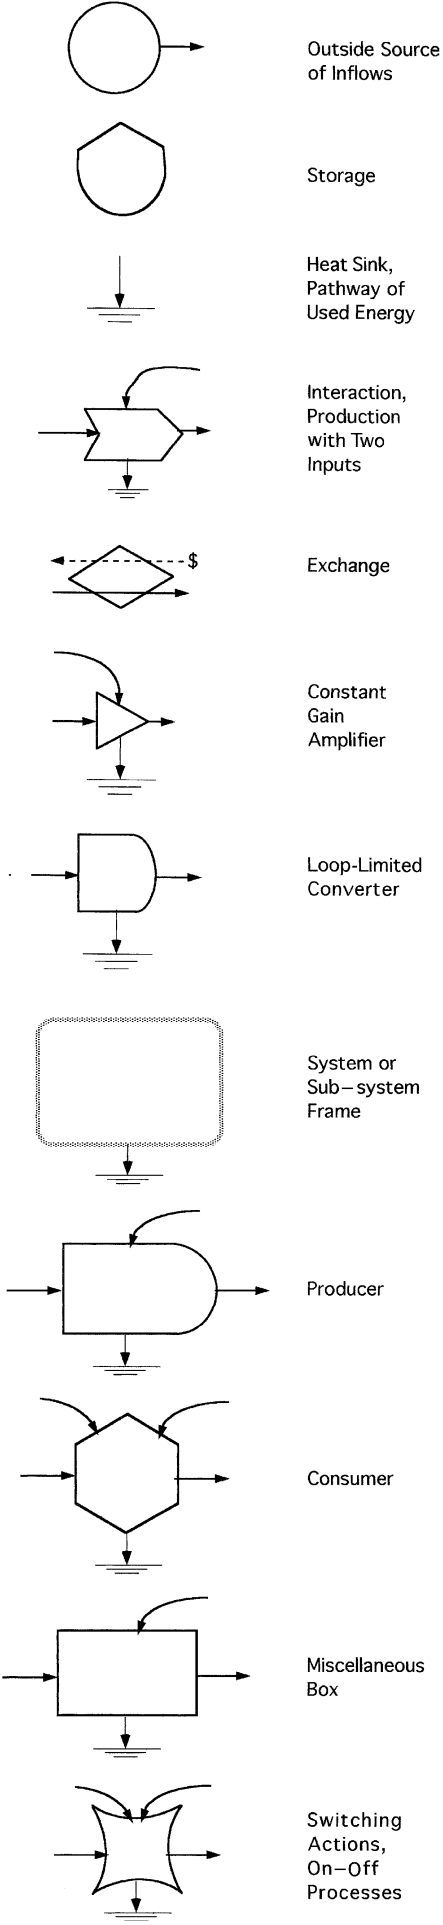 Outside Source
of Inflows
Storage
Heat Sink,
Pathway of
Used Energy
Interaction,
Production
with Two
Inputs
$
Exchange
Constant
Gain
Amplifier
Loop-Limited
Converter
System or
Sub-system
Frame
Producer
Consumer
Miscellaneous
Box
Switching
Actions,
On-Off
Processes